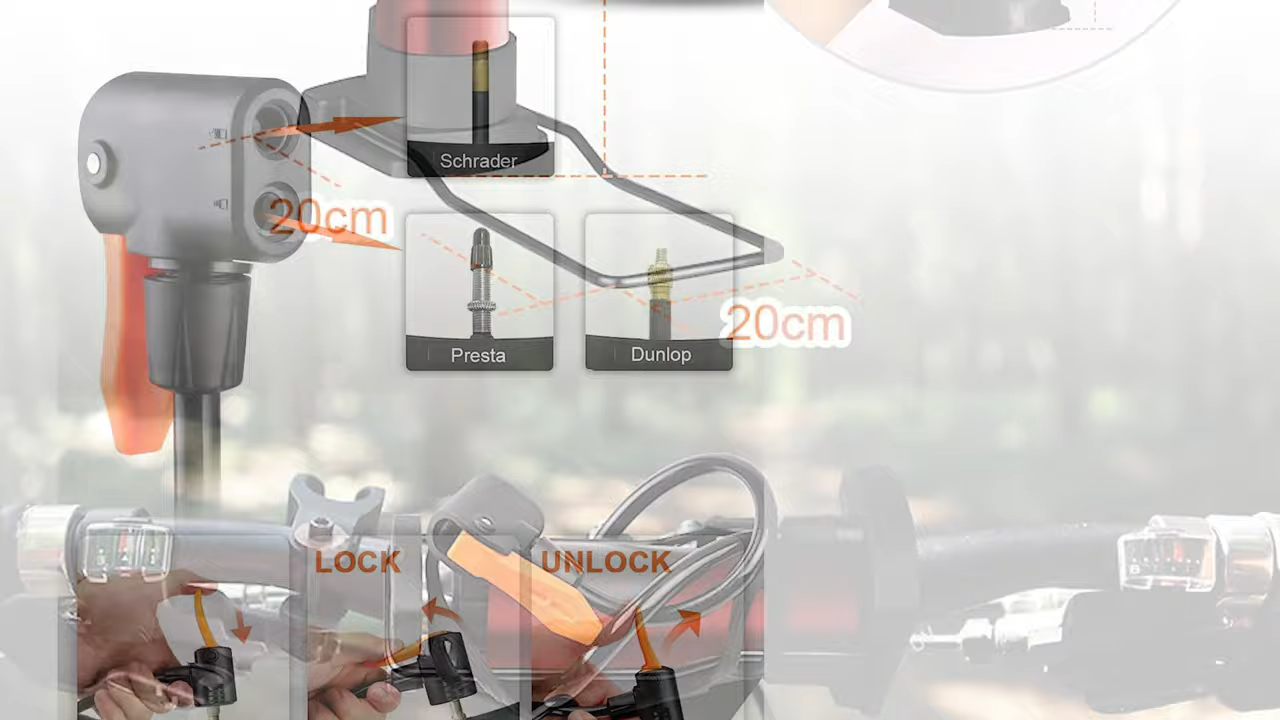 Schrader
20cm
Presta
Dunlop
20cm
LOCK
UNLOCK